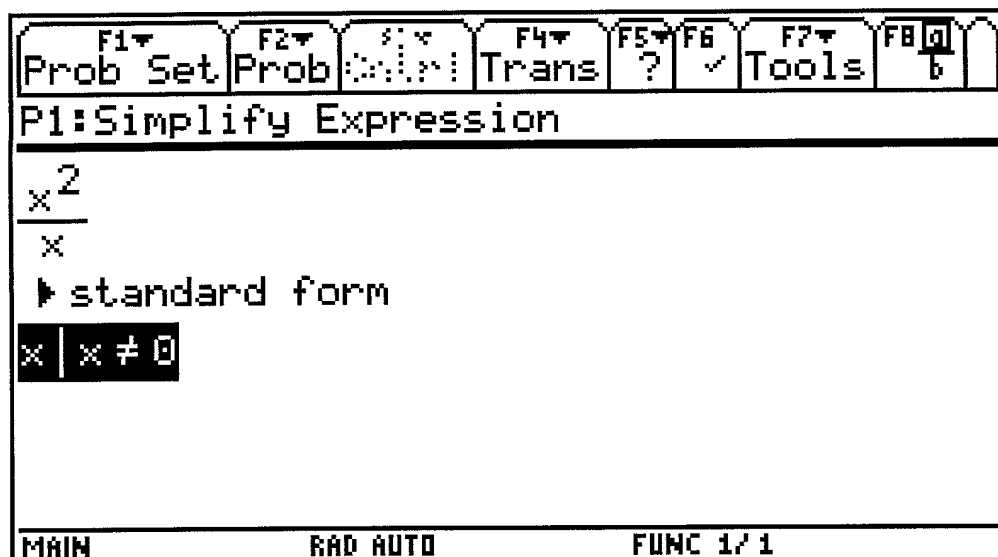 F1▾ F2▾ F4▾ F5▾ F6 F7▾ F8 a
Prob Set Prob Trans ? ✓ Tools b
P1:Simplify Expression
x²
x
▶ standard form
x | x ≠ 0
MAIN RAD AUTO FUNC 1/1